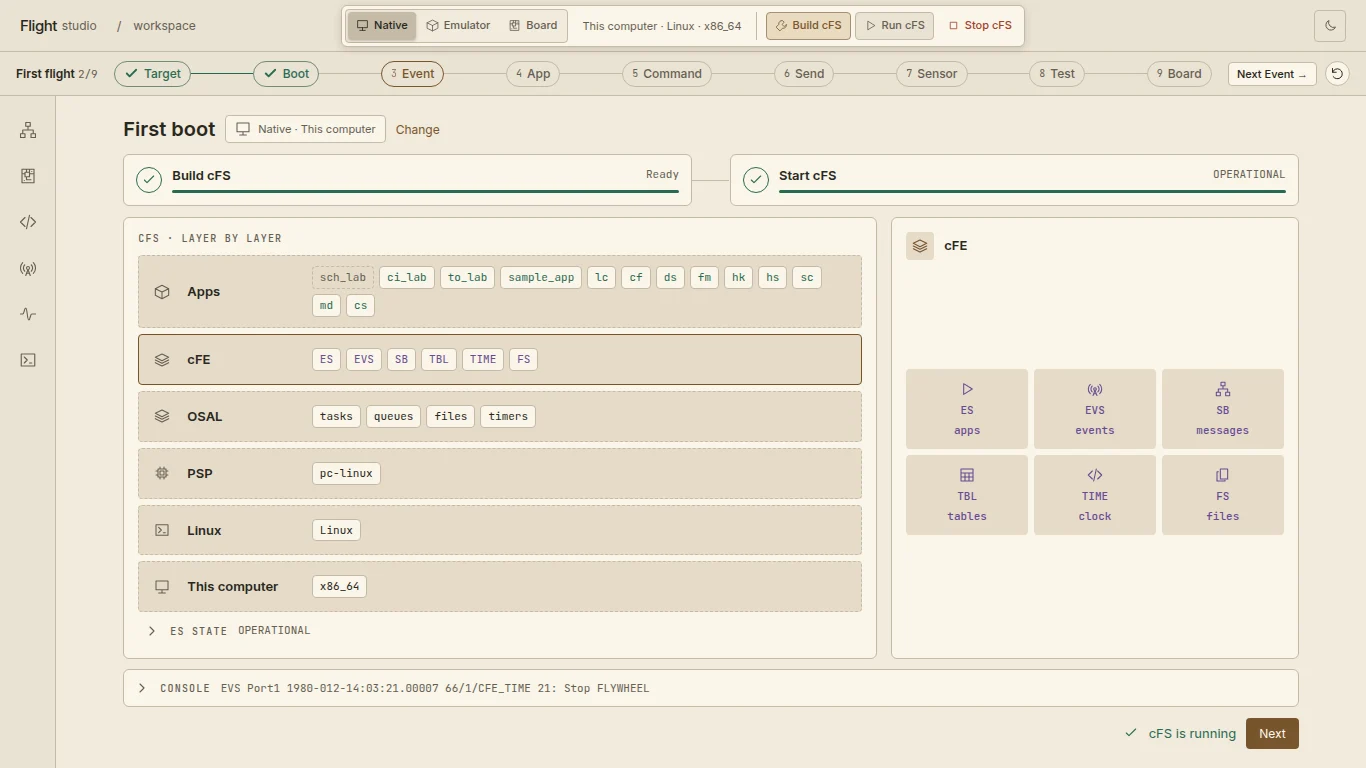 Flight studio / workspace
Native Emulator Board This computer · Linux · x86_64 Build cFS Run cFS Stop cFS
First flight 2/9 Target Boot 3 Event 4 App 5 Command 6 Send 7 Sensor 8 Test 9 Board Next Event →
First boot Native · This computer Change
Build cFS Ready
Start cFS OPERATIONAL
CFS · LAYER BY LAYER
Apps sch_lab ci_lab to_lab sample_app lc cf ds fm hk hs sc
md cs
cFE ES EVS SB TBL TIME FS
OSAL tasks queues files timers
PSP pc-linux
Linux Linux
This computer x86_64
ES STATE OPERATIONAL
cFE
ES EVS SB
apps events messages
TBL TIME FS
tables clock files
CONSOLE EVS Port1 1980-012-14:03:21.00007 66/1/CFE_TIME 21: Stop FLYWHEEL
cFS is running Next